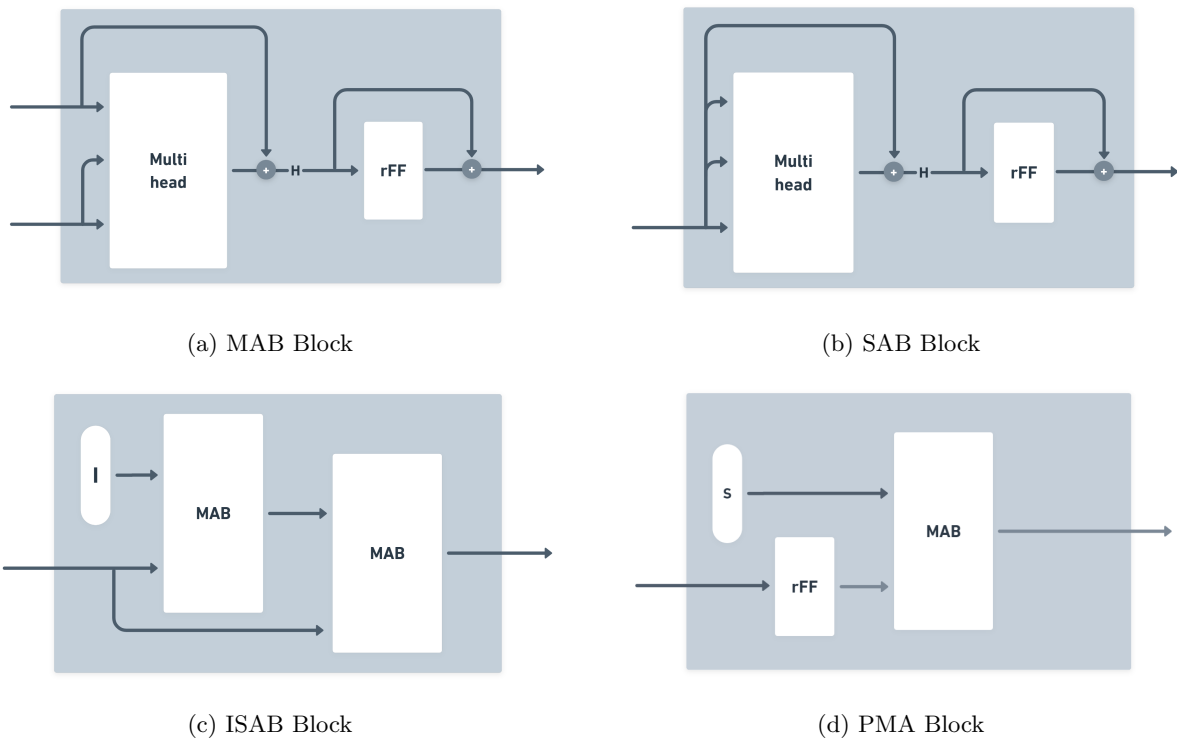 Multi
head
+
H
rFF
+
Multi
head
+
H
rFF
+
(a) MAB Block
(b) SAB Block
I
MAB
MAB
S
rFF
MAB
(c) ISAB Block
(d) PMA Block